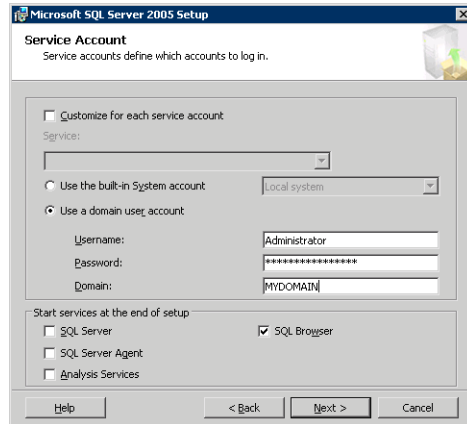 Microsoft SQL Server 2005 Setup
Service Account
Service accounts define which accounts to log in.
Customize for each service account
Service:
Use the built-in System account
Local system
Use a domain user account
Username:
Administrator
Password:
****************
Domain:
MYDOMAIN
Start services at the end of setup
SQL Server
SQL Browser
SQL Server Agent
Analysis Services
Help
< Back
Next >
Cancel